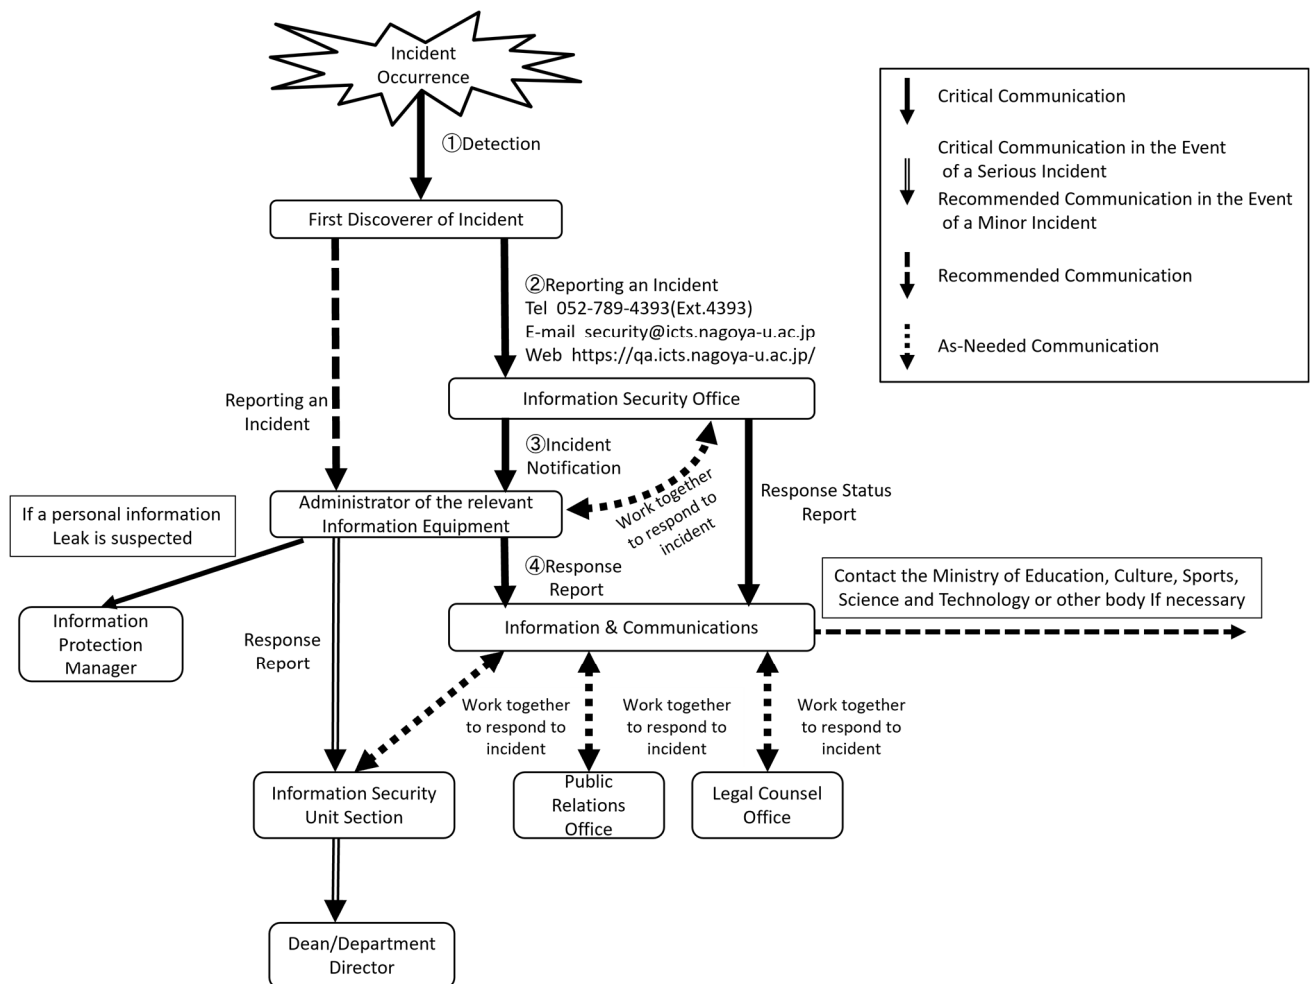 Incident
Occurrence
①Detection
First Discoverer of Incident
②Reporting an Incident
Tel  052-789-4393(Ext.4393)
E-mail  security@icts.nagoya-u.ac.jp
Web  https://qa.icts.nagoya-u.ac.jp/
Reporting an
Incident
Information Security Office
③Incident
Notification
Work together
to respond to
incident
Response Status
Report
Administrator of the relevant
Information Equipment
If a personal information
Leak is suspected
④Response
Report
Information
Protection
Manager
Response
Report
Information & Communications
Contact the Ministry of Education, Culture, Sports,
Science and Technology or other body If necessary
Work together
to respond to
incident
Work together
to respond to
incident
Work together
to respond to
incident
Information Security
Unit Section
Public
Relations
Office
Legal Counsel
Office
Dean/Department
Director
Critical Communication
Critical Communication in the Event
of a Serious Incident
Recommended Communication in the Event
of a Minor Incident
Recommended Communication
As-Needed Communication